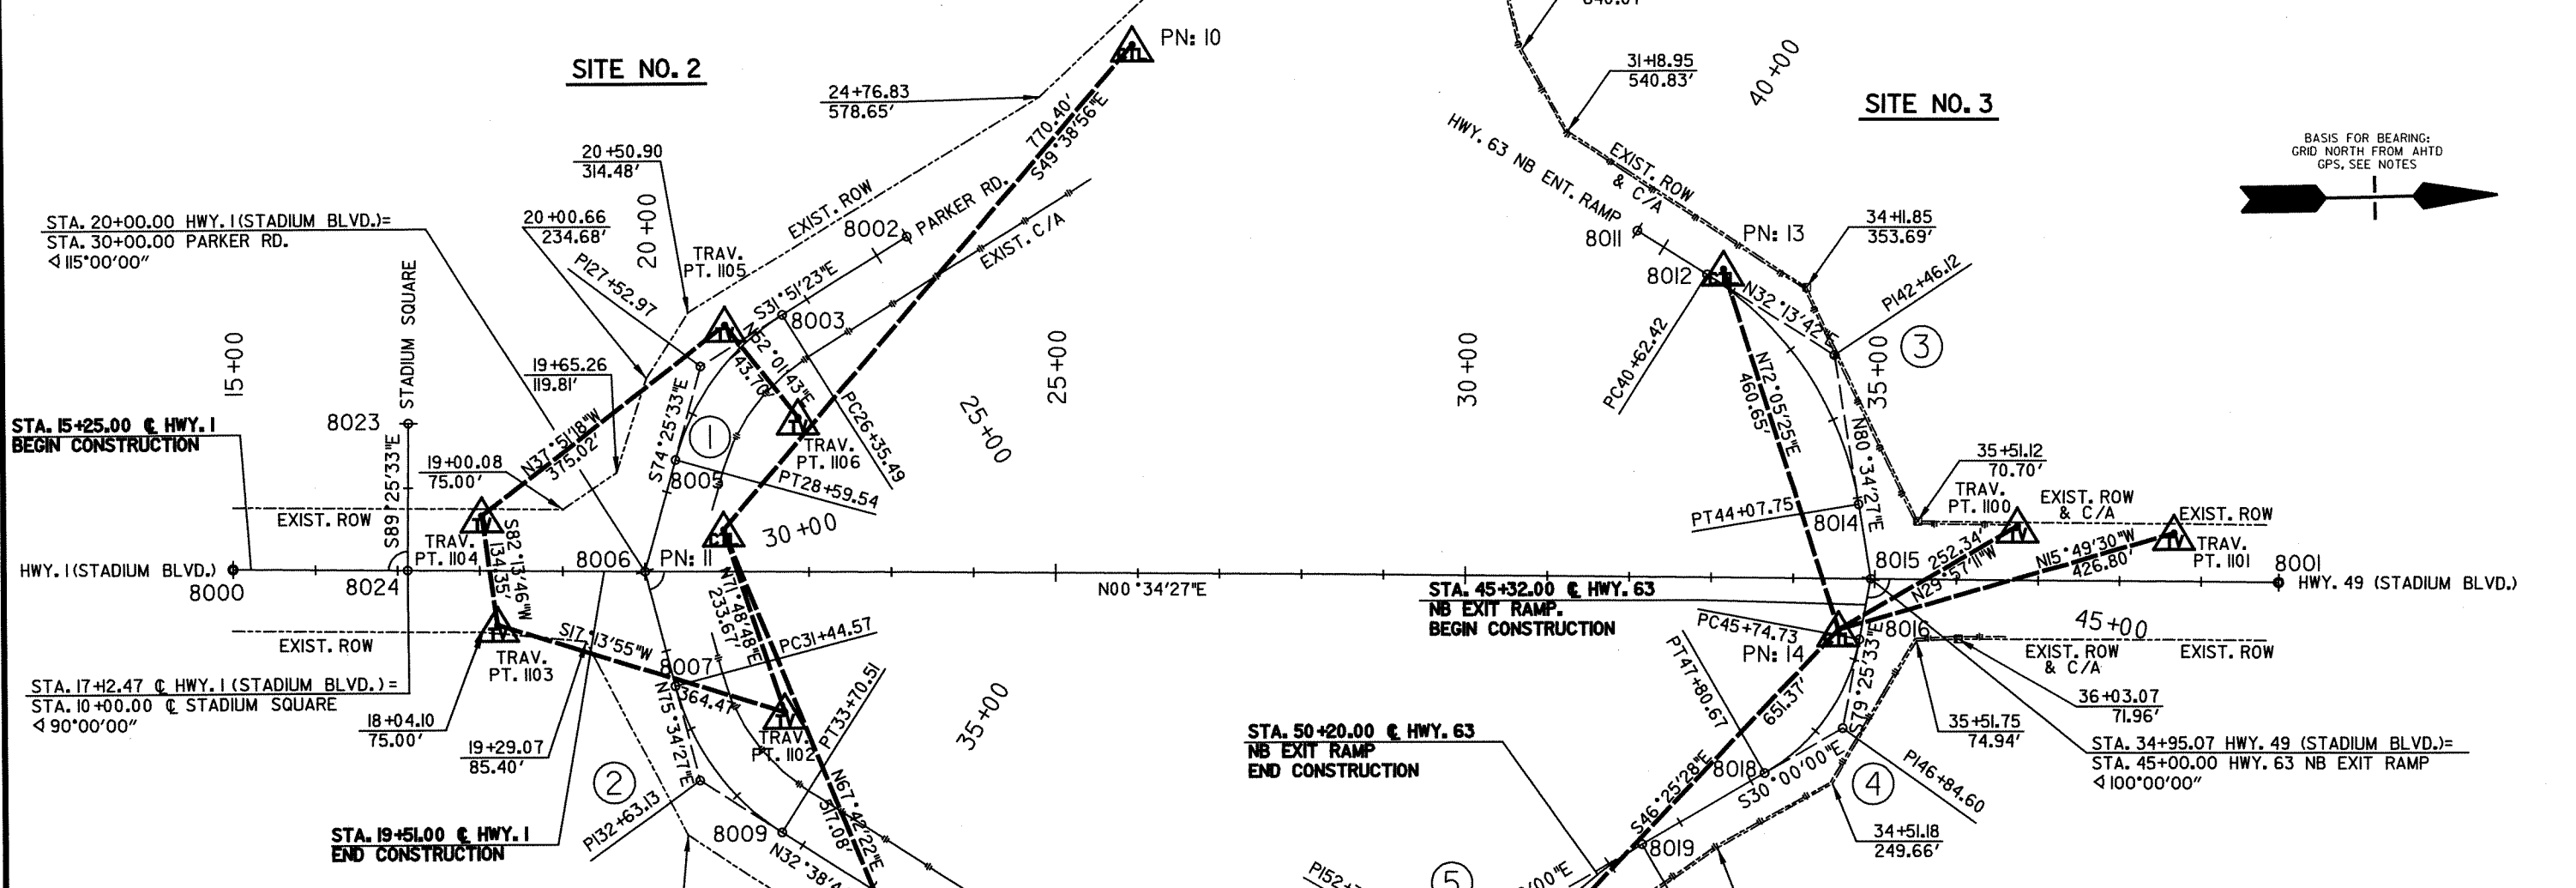 SITE NO. 2
PN: 10
24+76.83
578.65'
770.40'
S49°38'56"E
20+50.90
314.48'
20+00
EXIST. ROW
8002
PARKER RD.
EXIST. C/A
STA. 20+00.00 HWY. 1 (STADIUM BLVD.)=
STA. 30+00.00 PARKER RD.
∢ 115°00'00"
20+00.66
234.68'
TRAV.
PT. 1105
PI27+52.97
S31°51'23"E
8003
N52°01'43"E
43.70'
15+00
STADIUM SQUARE
19+65.26
119.81'
25+00
25+00
S74°25'33"E
1
PC26+35.49
TRAV.
PT. 1106
8023
STA. 15+25.00 ℄ HWY. 1
BEGIN CONSTRUCTION
S89°25'33"E
N37°51'18"W
375.02'
19+00.08
75.00'
8005
PT28+59.54
EXIST. ROW
TRAV.
PT. 1104
S82°13'46"W
134.35'
30+00
HWY. 1 (STADIUM BLVD.)
8000
8024
8006
PN: 11
N00°34'27"E
N71°48'48"E
233.67'
EXIST. ROW
S17°13'55"W
364.47'
PC31+44.57
8007
TRAV.
PT. 1103
STA. 17+12.47 ℄ HWY. 1 (STADIUM BLVD.)=
STA. 10+00.00 ℄ STADIUM SQUARE
∢ 90°00'00"
18+04.10
75.00'
19+29.07
85.40'
N75°34'27"E
TRAV.
PT. 1102
PT33+70.51
35+00
2
PI32+63.13
STA. 19+51.00 ℄ HWY. 1
END CONSTRUCTION
8009
N67°42'22"E
517.08'
N32°38'4
31+18.95
540.83'
40+00
SITE NO. 3
BASIS FOR BEARING:
GRID NORTH FROM AHTD
GPS, SEE NOTES
HWY. 63 NB ENT. RAMP
EXIST. ROW
& C/A
8011
PN: 13
34+11.85
353.69'
8012
N32°13'42"E
PI42+46.12
PC40+62.42
3
30+00
35+00
N72°05'25"E
460.65'
N80°34'27"E
35+51.12
70.70'
TRAV.
PT. 1100
EXIST. ROW
& C/A
EXIST. ROW
PT44+07.75
8014
8015
252.34'
N29°57'11"W
N15°49'30"W
426.80'
TRAV.
PT. 1101
8001
HWY. 49 (STADIUM BLVD.)
STA. 45+32.00 ℄ HWY. 63
NB EXIT RAMP.
BEGIN CONSTRUCTION
PC45+74.73
PN: 14
8016
45+00
EXIST. ROW
& C/A
EXIST. ROW
PT47+80.67
S79°25'33"E
651.37'
S46°25'28"E
36+03.07
71.96'
35+51.75
74.94'
STA. 34+95.07 HWY. 49 (STADIUM BLVD.)=
STA. 45+00.00 HWY. 63 NB EXIT RAMP
∢ 100°00'00"
STA. 50+20.00 ℄ HWY. 63
NB EXIT RAMP
END CONSTRUCTION
8018
S30°00'00"E
PI46+84.60
4
34+51.18
249.66'
8019
PI52+
5
00"E